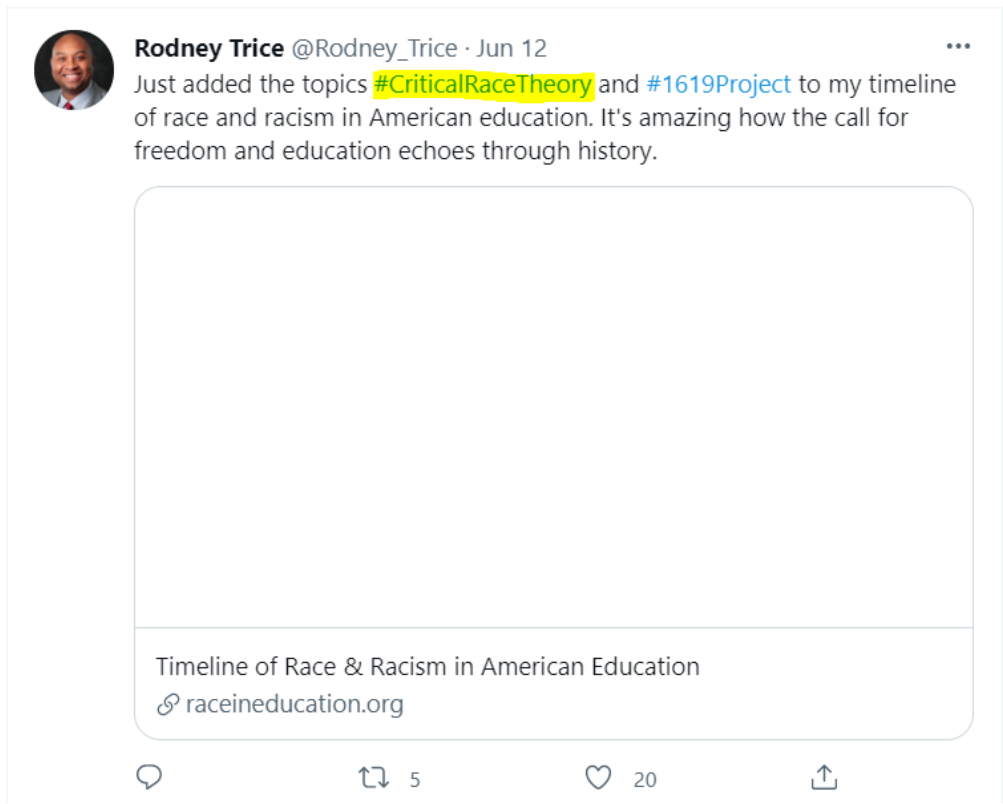 Rodney Trice @Rodney_Trice · Jun 12
Just added the topics #CriticalRaceTheory and #1619Project to my timeline
of race and racism in American education. It's amazing how the call for
freedom and education echoes through history.
Timeline of Race & Racism in American Education
raceineducation.org
5 20